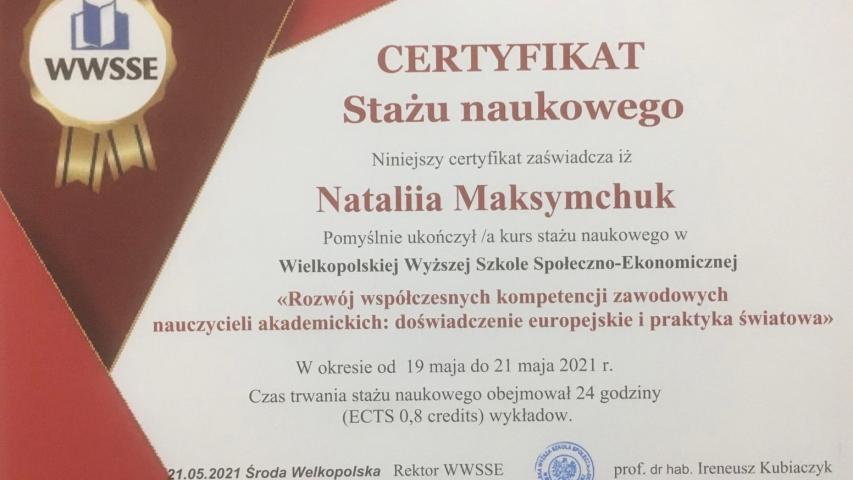 WWSSE
CERTYFIKAT
Stażu naukowego
Niniejszy certyfikat zaświadcza iż
Nataliia Maksymchuk
Pomyślnie ukończył /a kurs stażu naukowego w
Wielkopolskiej Wyższej Szkole Społeczno-Ekonomicznej
«Rozwój współczesnych kompetencji zawodowych
nauczycieli akademickich: doświadczenie europejskie i praktyka światowa»
W okresie od 19 maja do 21 maja 2021 r.
Czas trwania stażu naukowego obejmował 24 godziny
(ECTS 0,8 credits) wykładow.
21.05.2021 Środa Welkopolska Rektor WWSSE prof. dr hab. Ireneusz Kubiaczyk